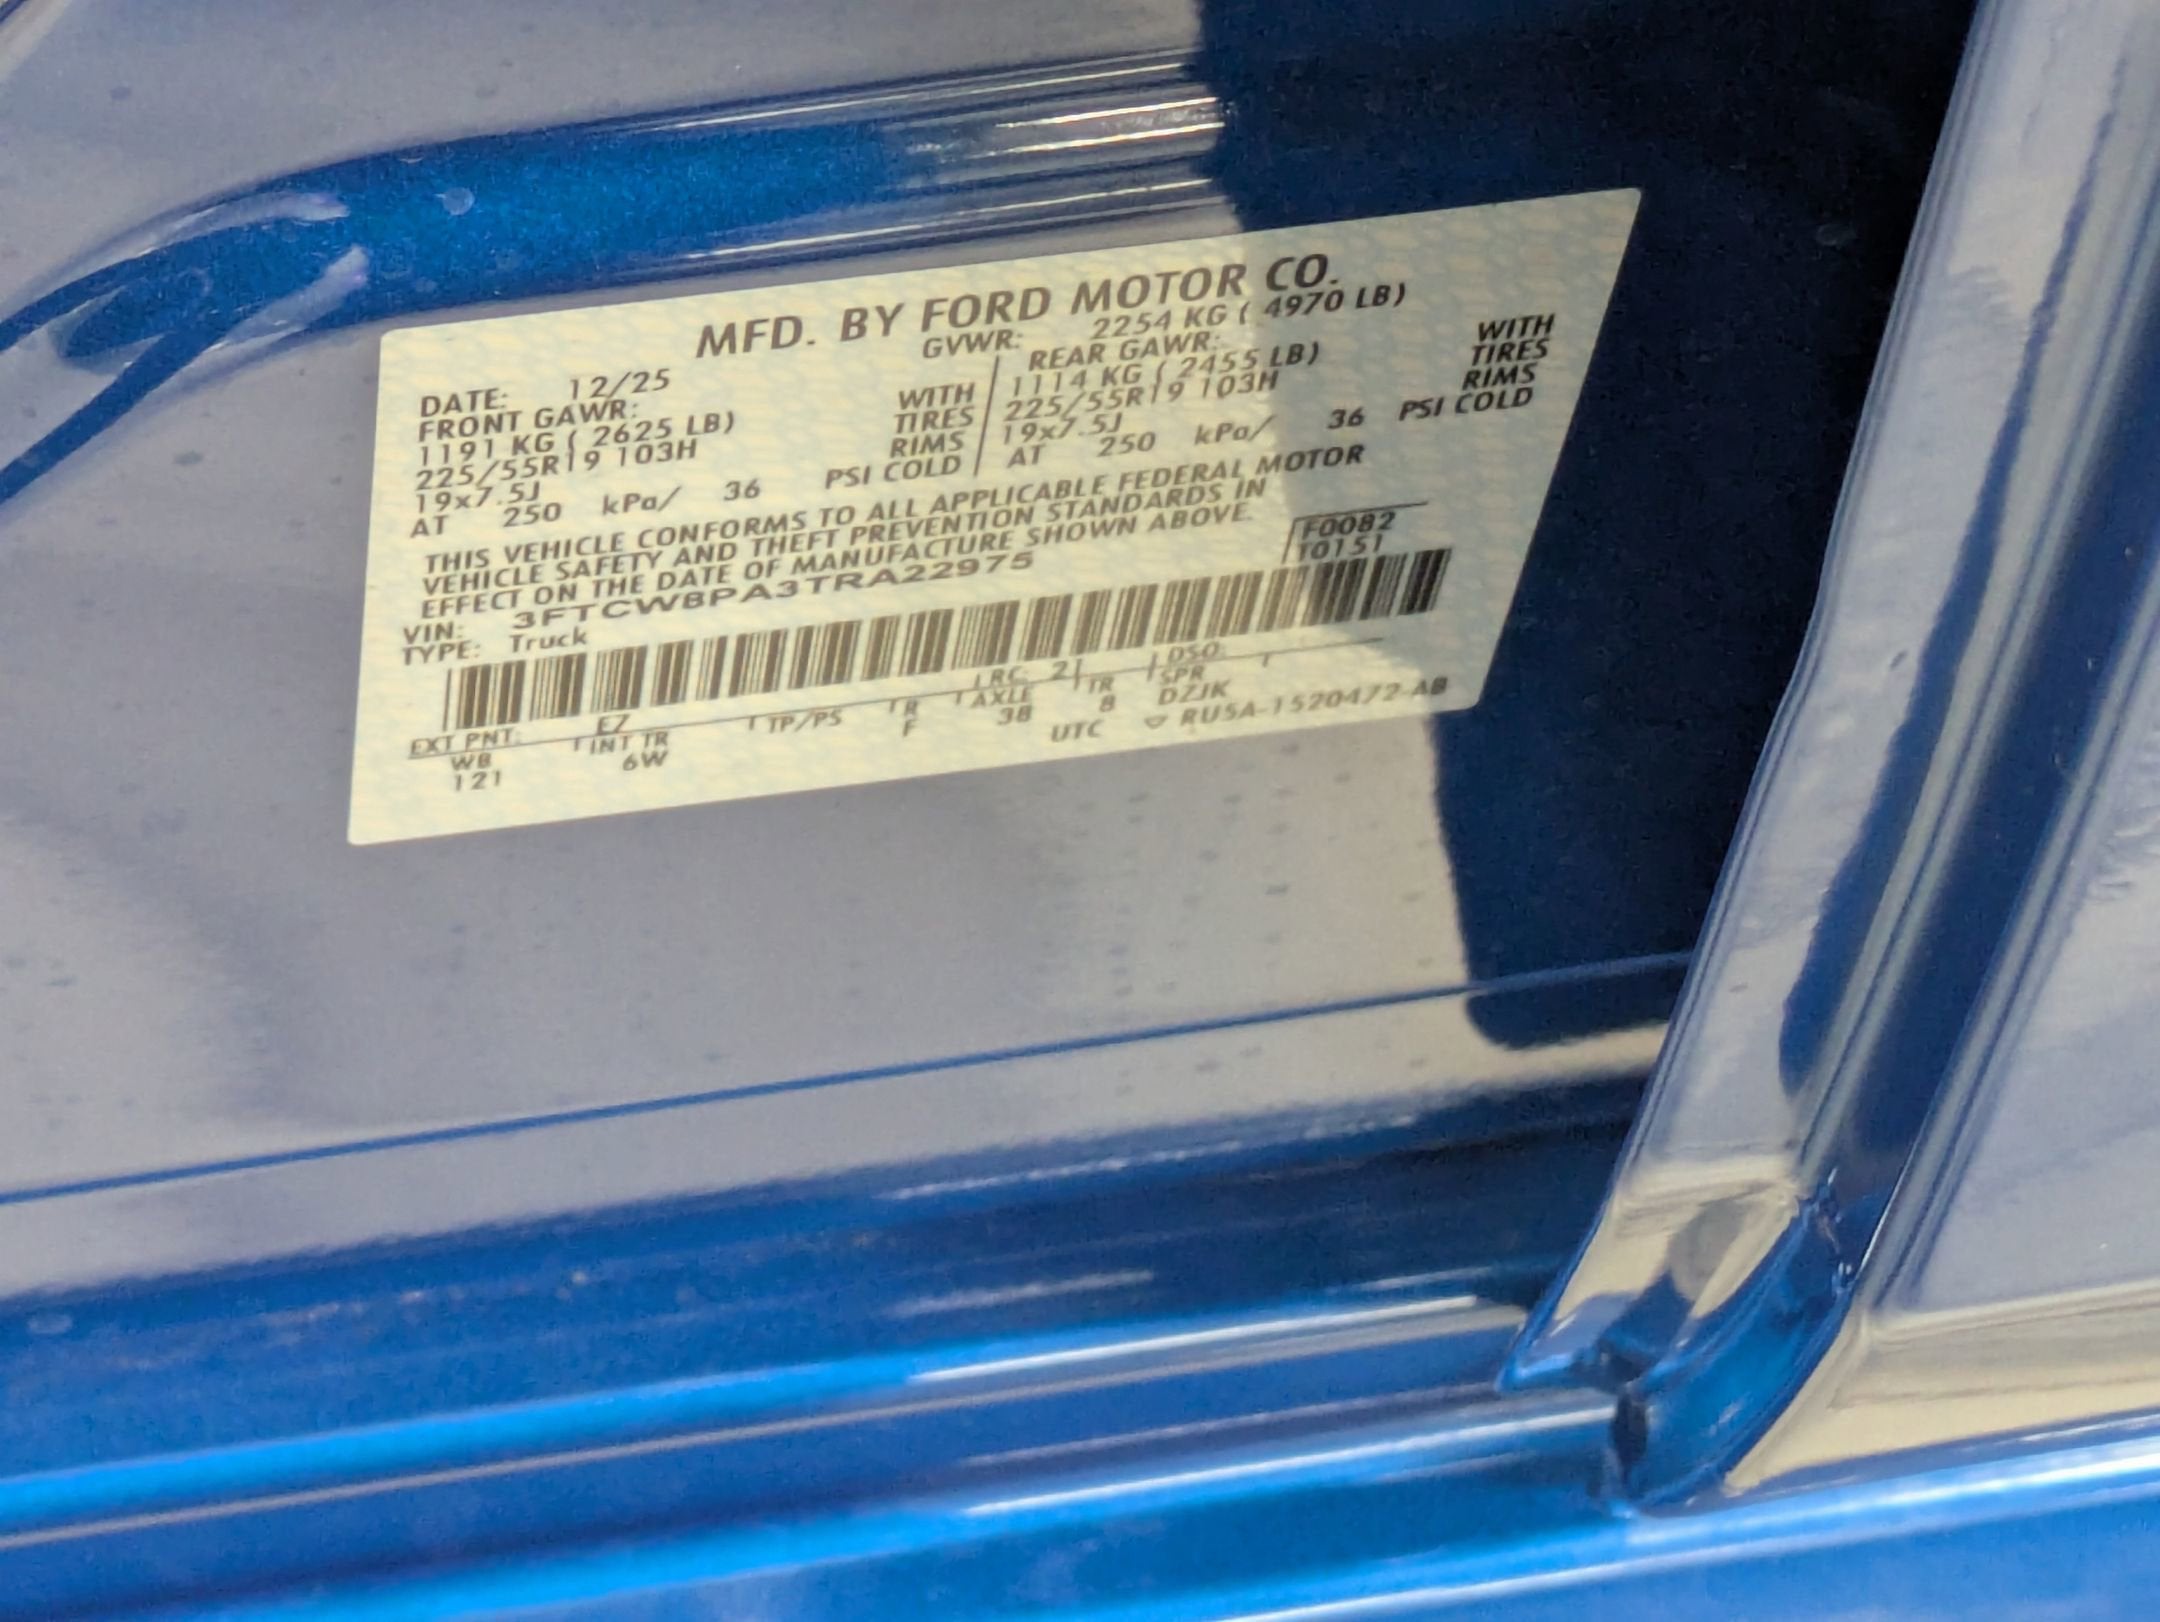 MFD. BY FORD MOTOR CO.
DATE: 12/25 GVWR: 2254 KG ( 4970 LB)
FRONT GAWR: REAR GAWR:
1191 KG ( 2625 LB) WITH 1114 KG ( 2455 LB) WITH
225/55R19 103H TIRES 225/55R19 103H TIRES
19x7.5J RIMS 19x7.5J RIMS
AT 250 kPa/ 36 PSI COLD AT 250 kPa/ 36 PSI COLD
THIS VEHICLE CONFORMS TO ALL APPLICABLE FEDERAL MOTOR
VEHICLE SAFETY AND THEFT PREVENTION STANDARDS IN
EFFECT ON THE DATE OF MANUFACTURE SHOWN ABOVE.
VIN: 3FTCW8PA3TRA22975 F0082
TYPE: Truck T0151
EXT PNT: EZ RC: 21 DSO:
WB INT TR TP/PS R AXLE TR SPR
121 6W F 38 8 DZJK
UTC RU5A-1520472-AB